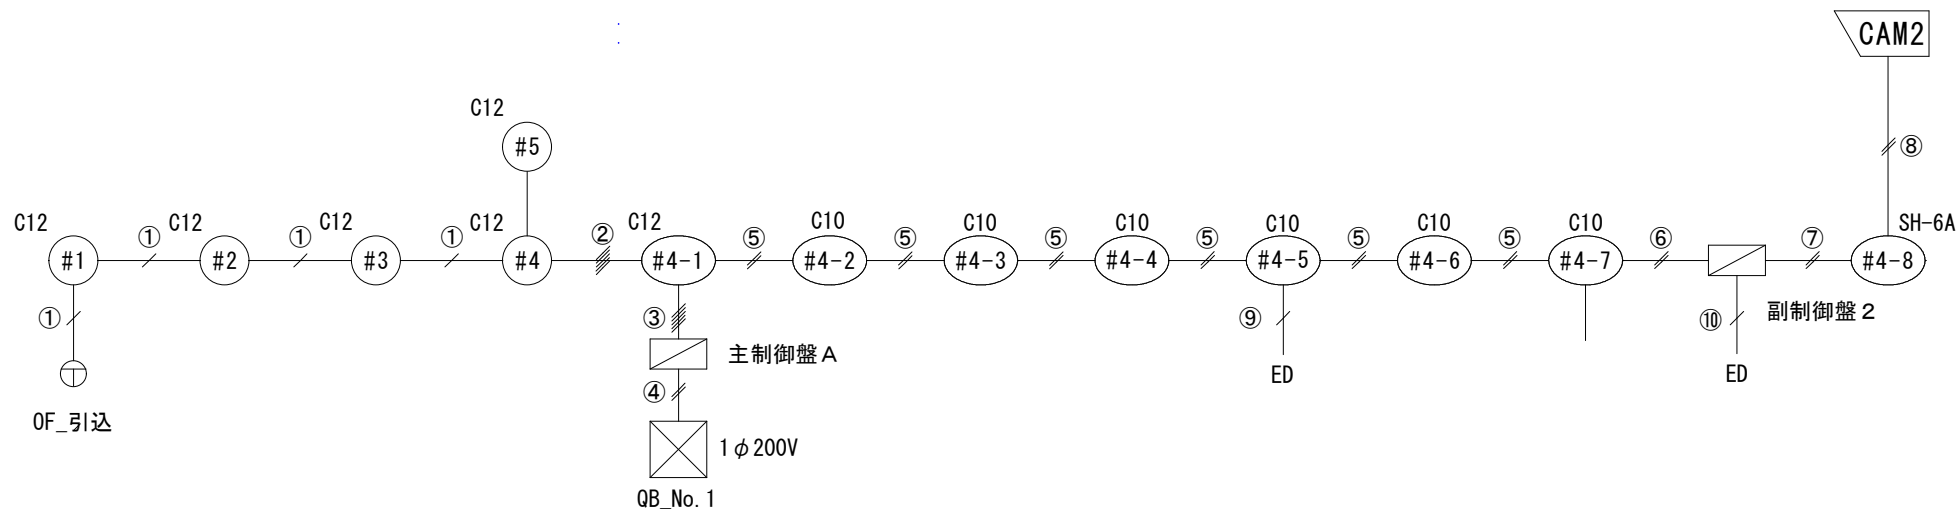 CAM2
C12
#5
⑧
C12
①
C12
①
C12
①
C12
②
C12
⑤
C10
⑤
C10
⑤
C10
⑤
C10
⑤
C10
⑤
C10
⑥
⑦
SH-6A
#1
#2
#3
#4
#4-1
#4-2
#4-3
#4-4
#4-5
#4-6
#4-7
#4-8
①
③
⑨
⑩
副制御盤2
主制御盤A
ED
ED
④
OF_引込
1φ200V
QB_No.1